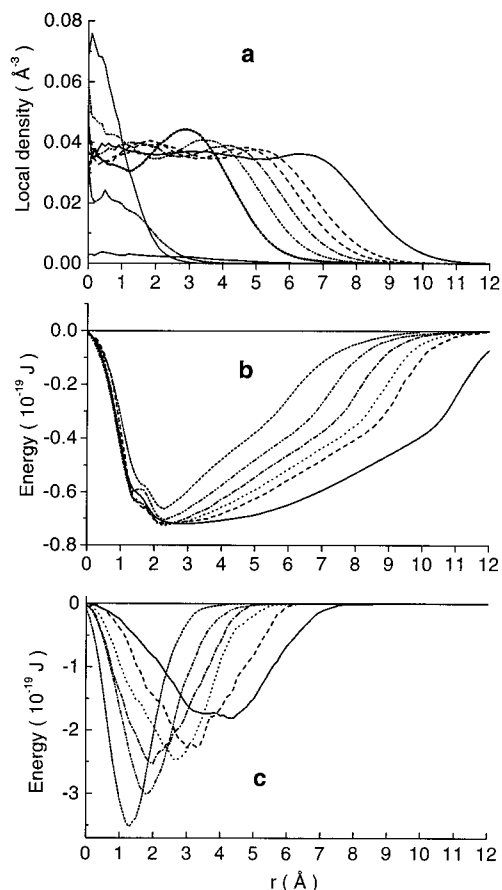 0.08
a
0.06
0.04
0.02
0.00
Local density ( Å⁻³ )
0 1 2 3 4 5 6 7 8 9 10 11 12
0.0
b
-0.2
-0.4
-0.6
-0.8
Energy ( 10⁻¹⁹ J )
0 1 2 3 4 5 6 7 8 9 10 11 12
0
-1
-2
-3
c
Energy ( 10⁻¹⁹ J )
0 1 2 3 4 5 6 7 8 9 10 11 12
r ( Å )